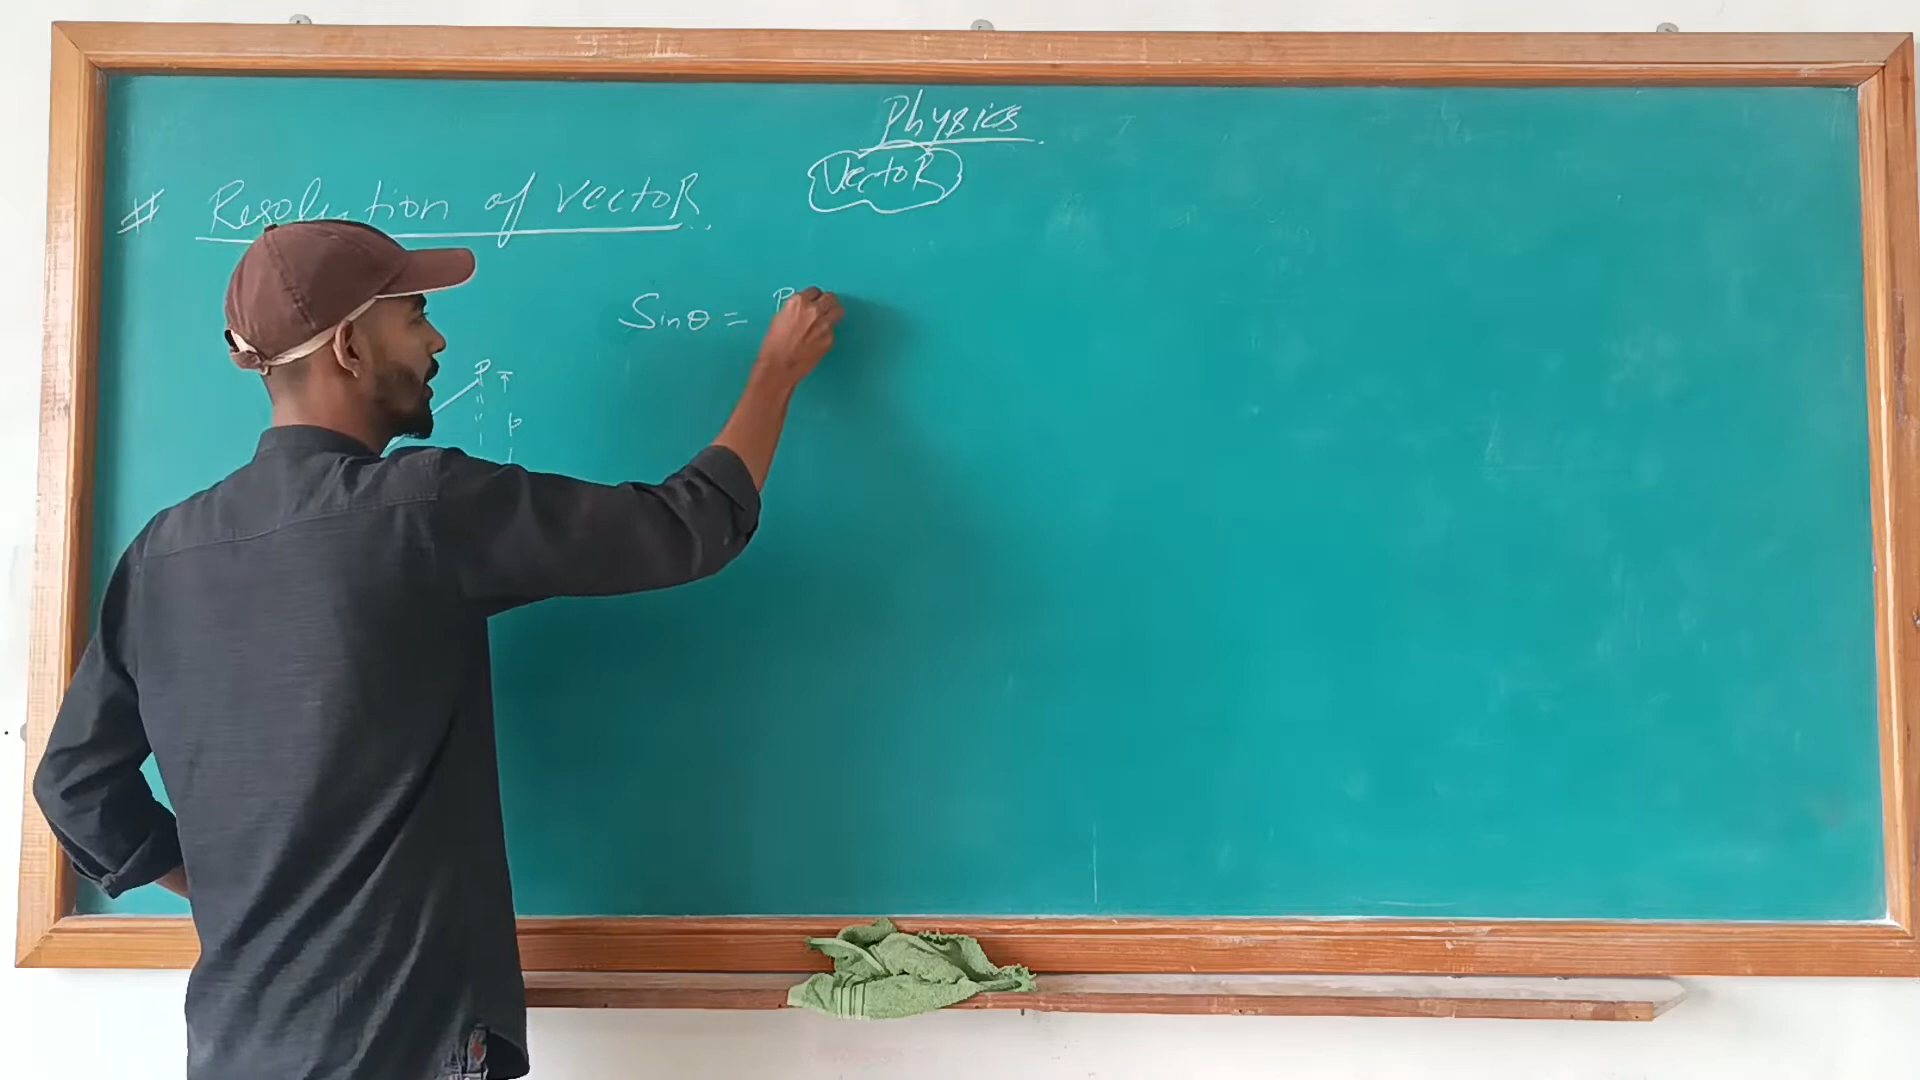 Physics
VectoR
# Resolution of vectoR..
Sinθ = P
P
p